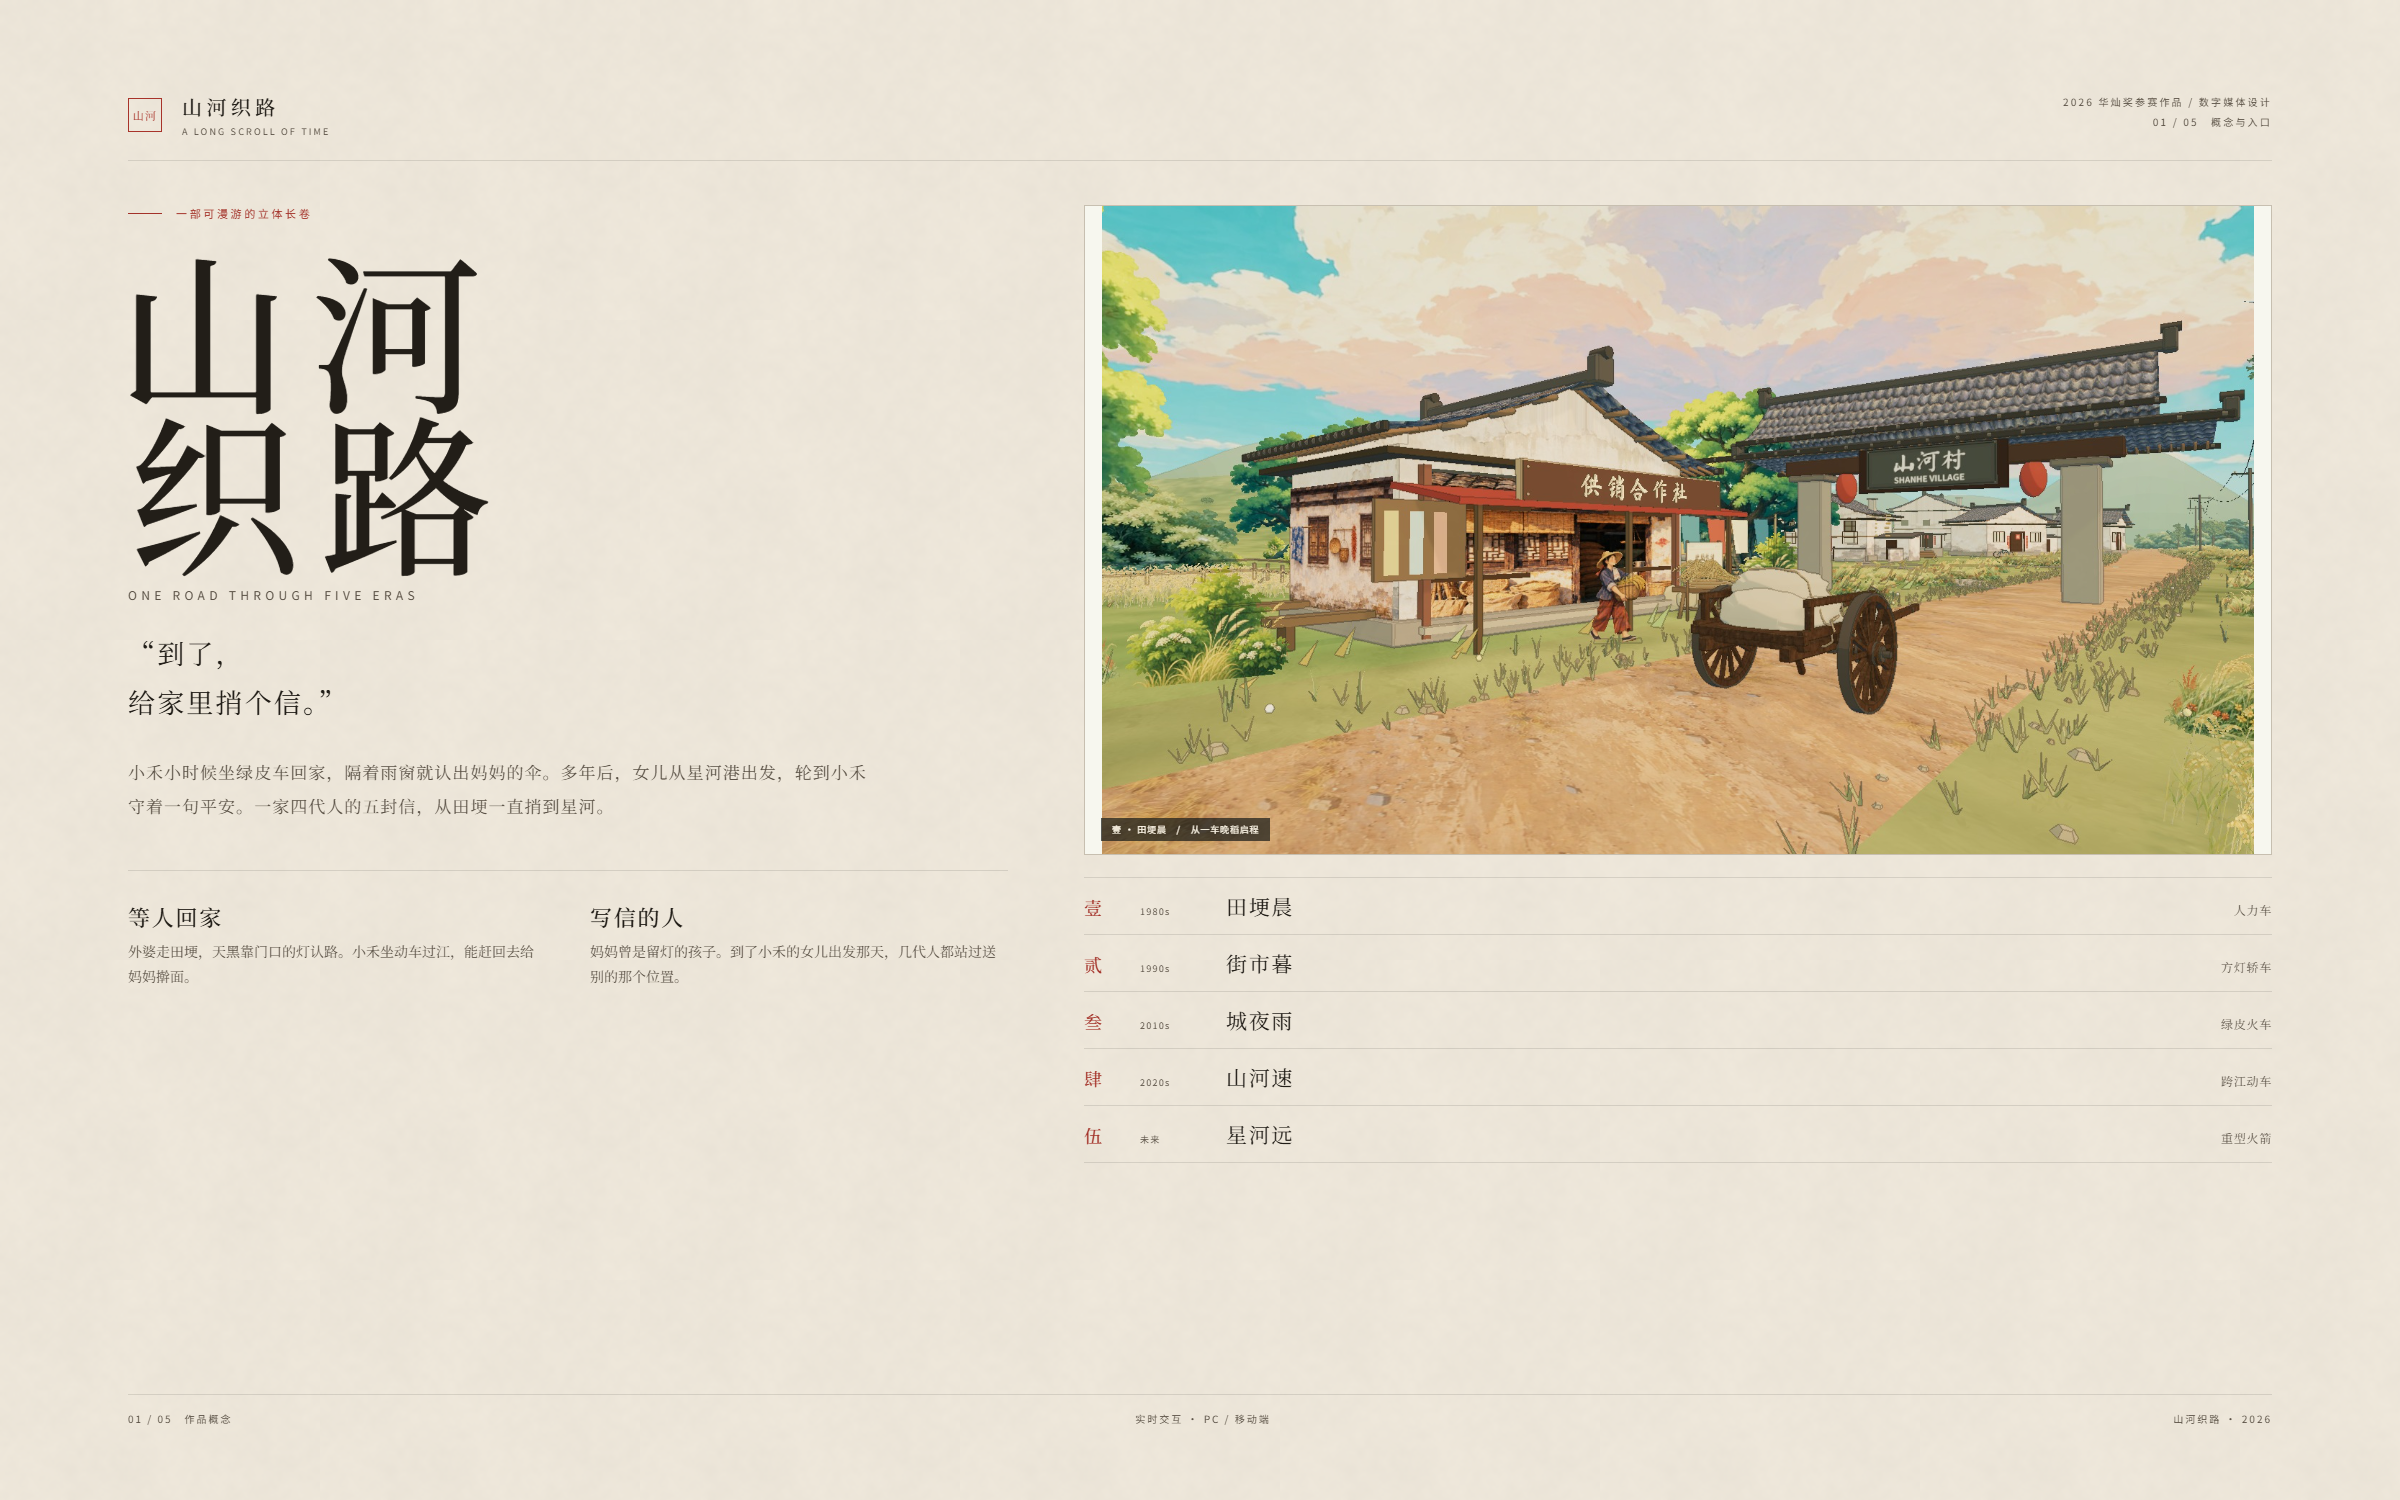 山河
山河织路
A LONG SCROLL OF TIME
2026 华灿奖参赛作品 / 数字媒体设计
01 / 05 概念与入口
一部可漫游的立体长卷
山河
织路
ONE ROAD THROUGH FIVE ERAS
“到了，
给家里捎个信。”
小禾小时候坐绿皮车回家，隔着雨窗就认出妈妈的伞。多年后，女儿从星河港出发，轮到小禾
守着一句平安。一家四代人的五封信，从田埂一直捎到星河。
等人回家
外婆走田埂，天黑靠门口的灯认路。小禾坐动车过江，能赶回去给
妈妈擀面。
写信的人
妈妈曾是留灯的孩子。到了小禾的女儿出发那天，几代人都站过送
别的那个位置。
供销合作社
山河村
SHANHE VILLAGE
壹 · 田埂晨 / 从一车晚稻启程
壹 1980s 田埂晨 人力车
贰 1990s 街市暮 方灯轿车
叁 2010s 城夜雨 绿皮火车
肆 2020s 山河速 跨江动车
伍 未来 星河远 重型火箭
01 / 05 作品概念
实时交互 · PC / 移动端
山河织路 · 2026